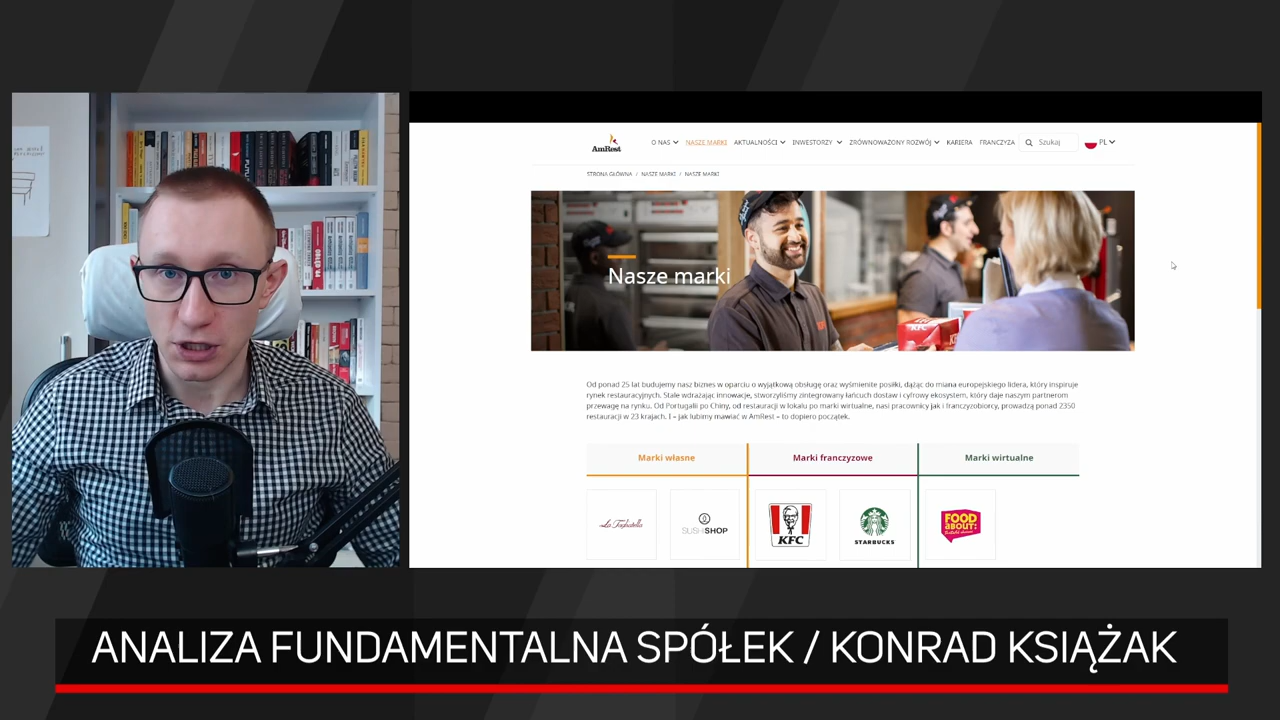 AmRest
O NAS
NASZE MARKI
AKTUALNOŚCI
INWESTORZY
ZRÓWNOWAŻONY ROZWÓJ
KARIERA
FRANCZYZA
Szukaj
PL
STRONA GŁÓWNA / NASZE MARKI / NASZE MARKI
Nasze marki
KFC
Od ponad 25 lat budujemy nasz biznes w oparciu o wyjątkową obsługę oraz wyśmienite posiłki, dążąc do miana europejskiego lidera, który inspiruje
rynek restauracyjnych. Stale wdrażając innowacje, stworzyliśmy zintegrowany łańcuch dostaw i cyfrowy ekosystem, który daje naszym partnerom
przewagę na rynku. Od Portugalii po Chiny, od restauracji w lokalu po marki wirtualne, nasi pracownicy jak i franczyzobiorcy, prowadzą ponad 2350
restauracji w 23 krajach. I – jak lubimy mawiać w AmRest – to dopiero początek.
Marki własne
Marki franczyzowe
Marki wirtualne
La Tagliatella
SUSHI SHOP
KFC
STARBUCKS
FOOD
ABOUT:
ANALIZA FUNDAMENTALNA SPÓŁEK / KONRAD KSIĄŻAK